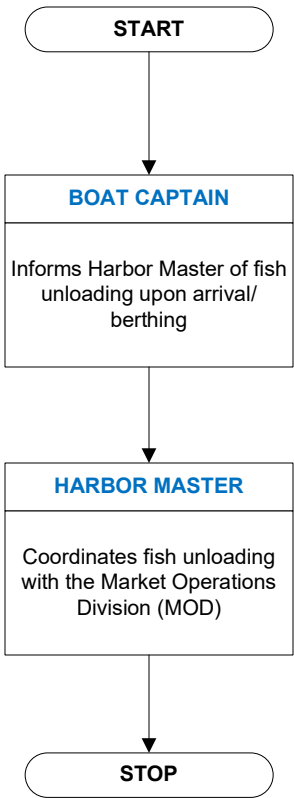 START
BOAT CAPTAIN
Informs Harbor Master of fish
unloading upon arrival/
berthing
HARBOR MASTER
Coordinates fish unloading
with the Market Operations
Division (MOD)
STOP